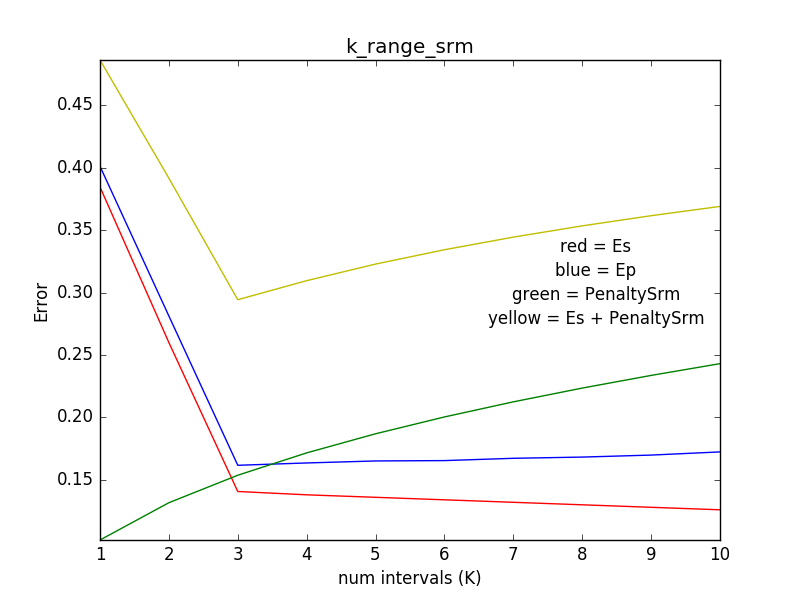 k_range_srm
0.45
0.40
0.35
0.30
0.25
0.20
0.15
Error
red = Es
blue = Ep
green = PenaltySrm
yellow = Es + PenaltySrm
1 2 3 4 5 6 7 8 9 10
num intervals (K)